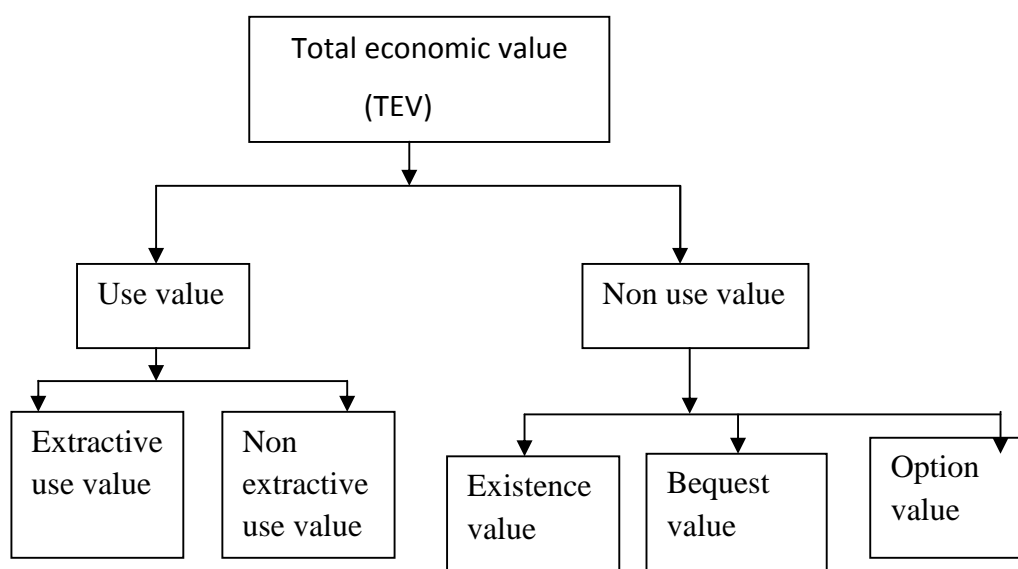 Total economic value
(TEV)
Use value
Non use value
Extractive
use value
Non
extractive
use value
Existence
value
Bequest
value
Option
value